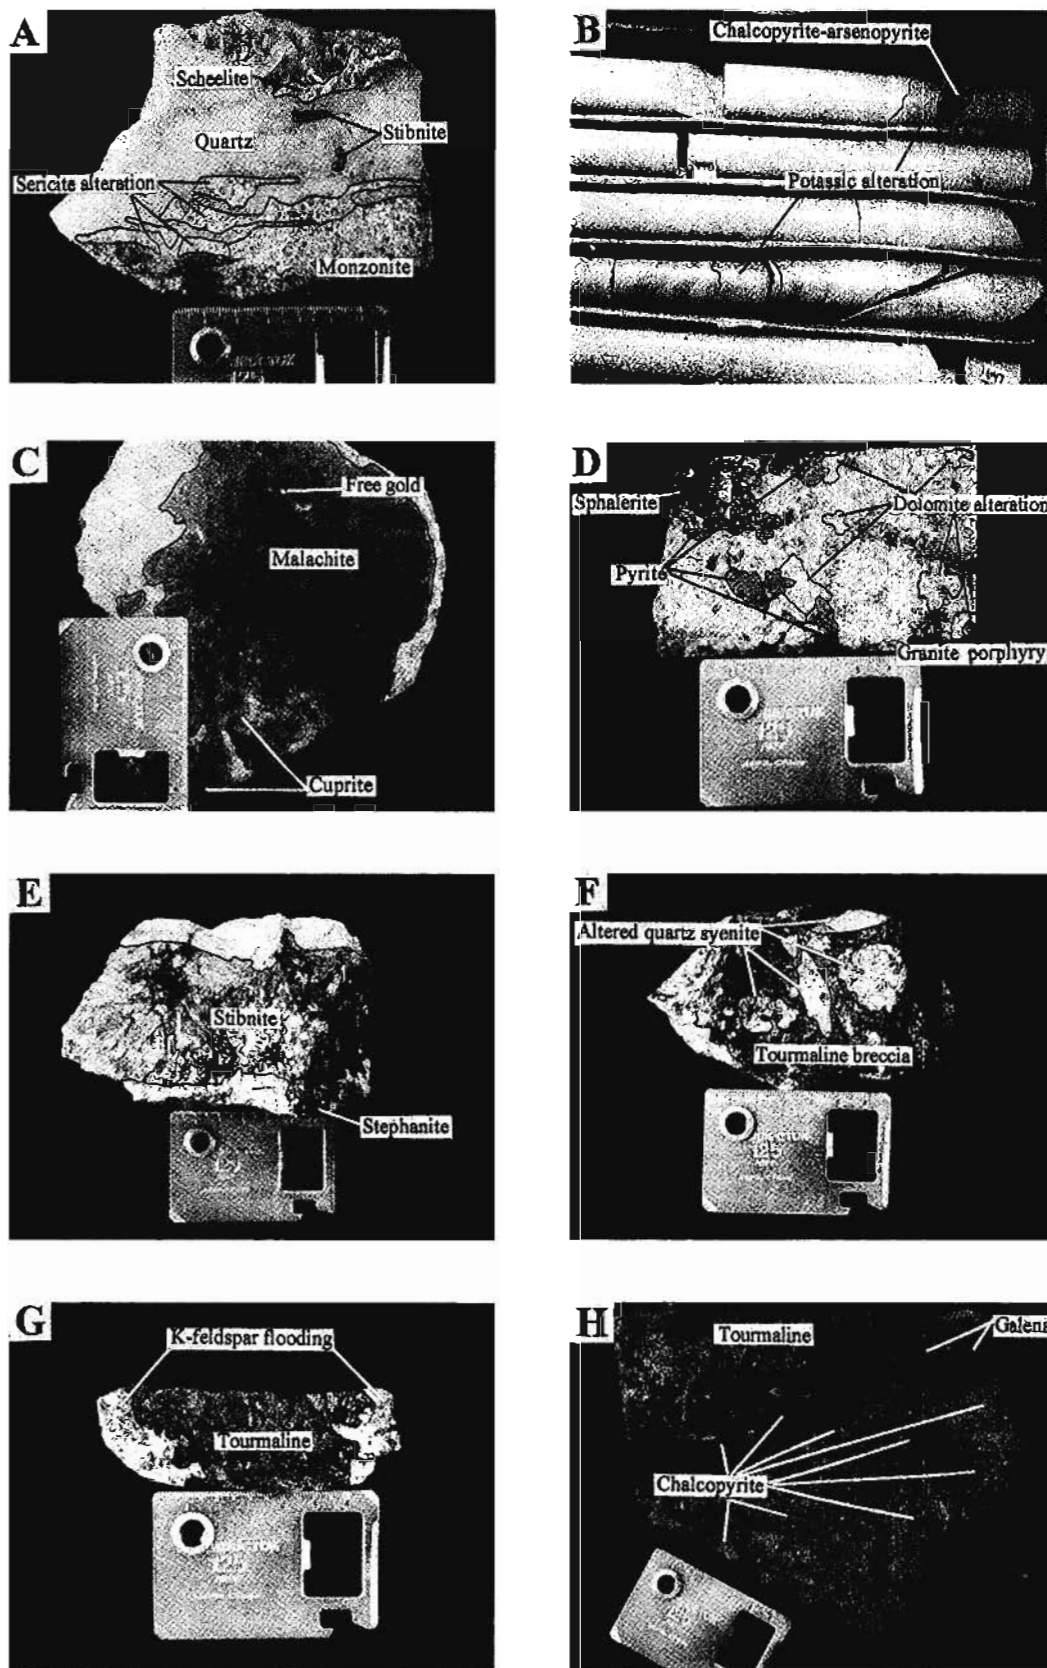 A
Scheelite
Quartz
Stibnite
Sericite alteration
Monzonite
B
Chalcopyrite-arsenopyrite
Potassic alteration
C
Free gold
Malachite
Cuprite
D
Sphalerite
Dolomite alteration
Pyrite
Granite porphyry
E
Stibnite
Stephanite
F
Altered quartz syenite
Tourmaline breccia
125
G
K-feldspar flooding
Tourmaline
H
Tourmaline
Galena
Chalcopyrite